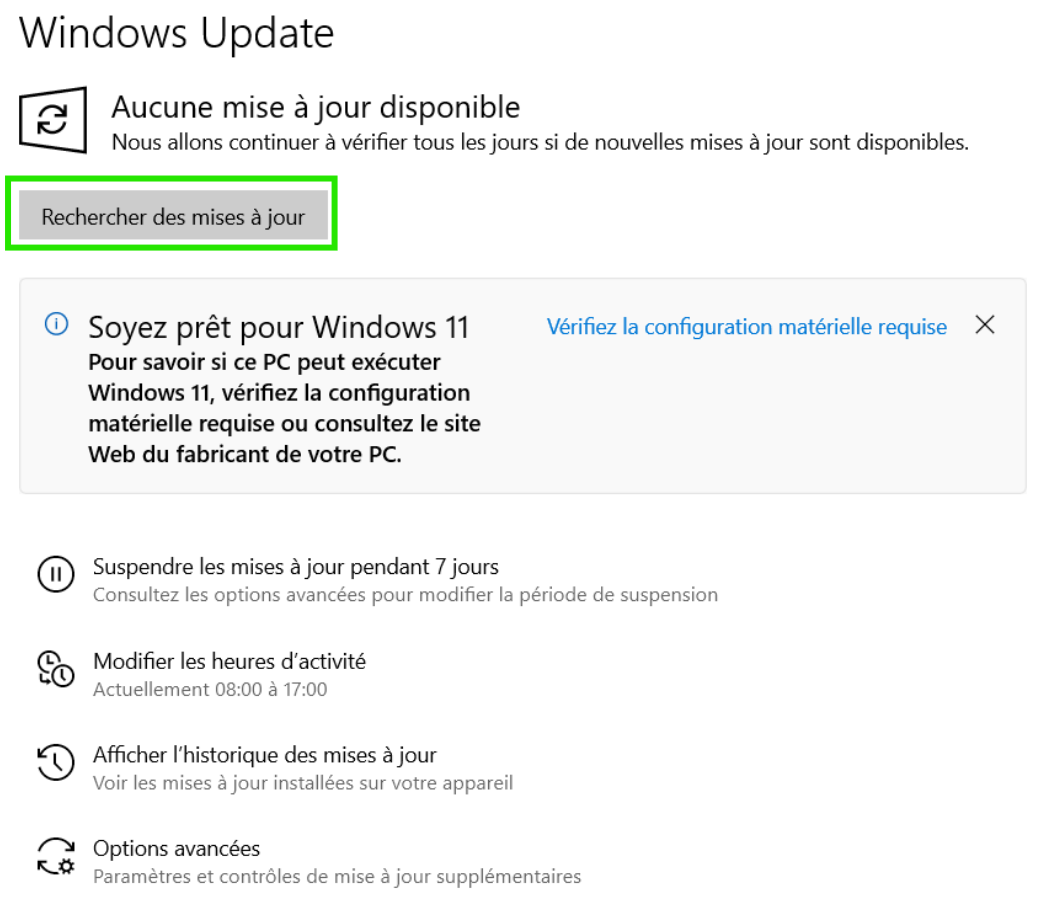 Windows Update
Aucune mise à jour disponible
Nous allons continuer à vérifier tous les jours si de nouvelles mises à jour sont disponibles.
Rechercher des mises à jour
Soyez prêt pour Windows 11
Vérifiez la configuration matérielle requise
Pour savoir si ce PC peut exécuter
Windows 11, vérifiez la configuration
matérielle requise ou consultez le site
Web du fabricant de votre PC.
Suspendre les mises à jour pendant 7 jours
Consultez les options avancées pour modifier la période de suspension
Modifier les heures d’activité
Actuellement 08:00 à 17:00
Afficher l’historique des mises à jour
Voir les mises à jour installées sur votre appareil
Options avancées
Paramètres et contrôles de mise à jour supplémentaires